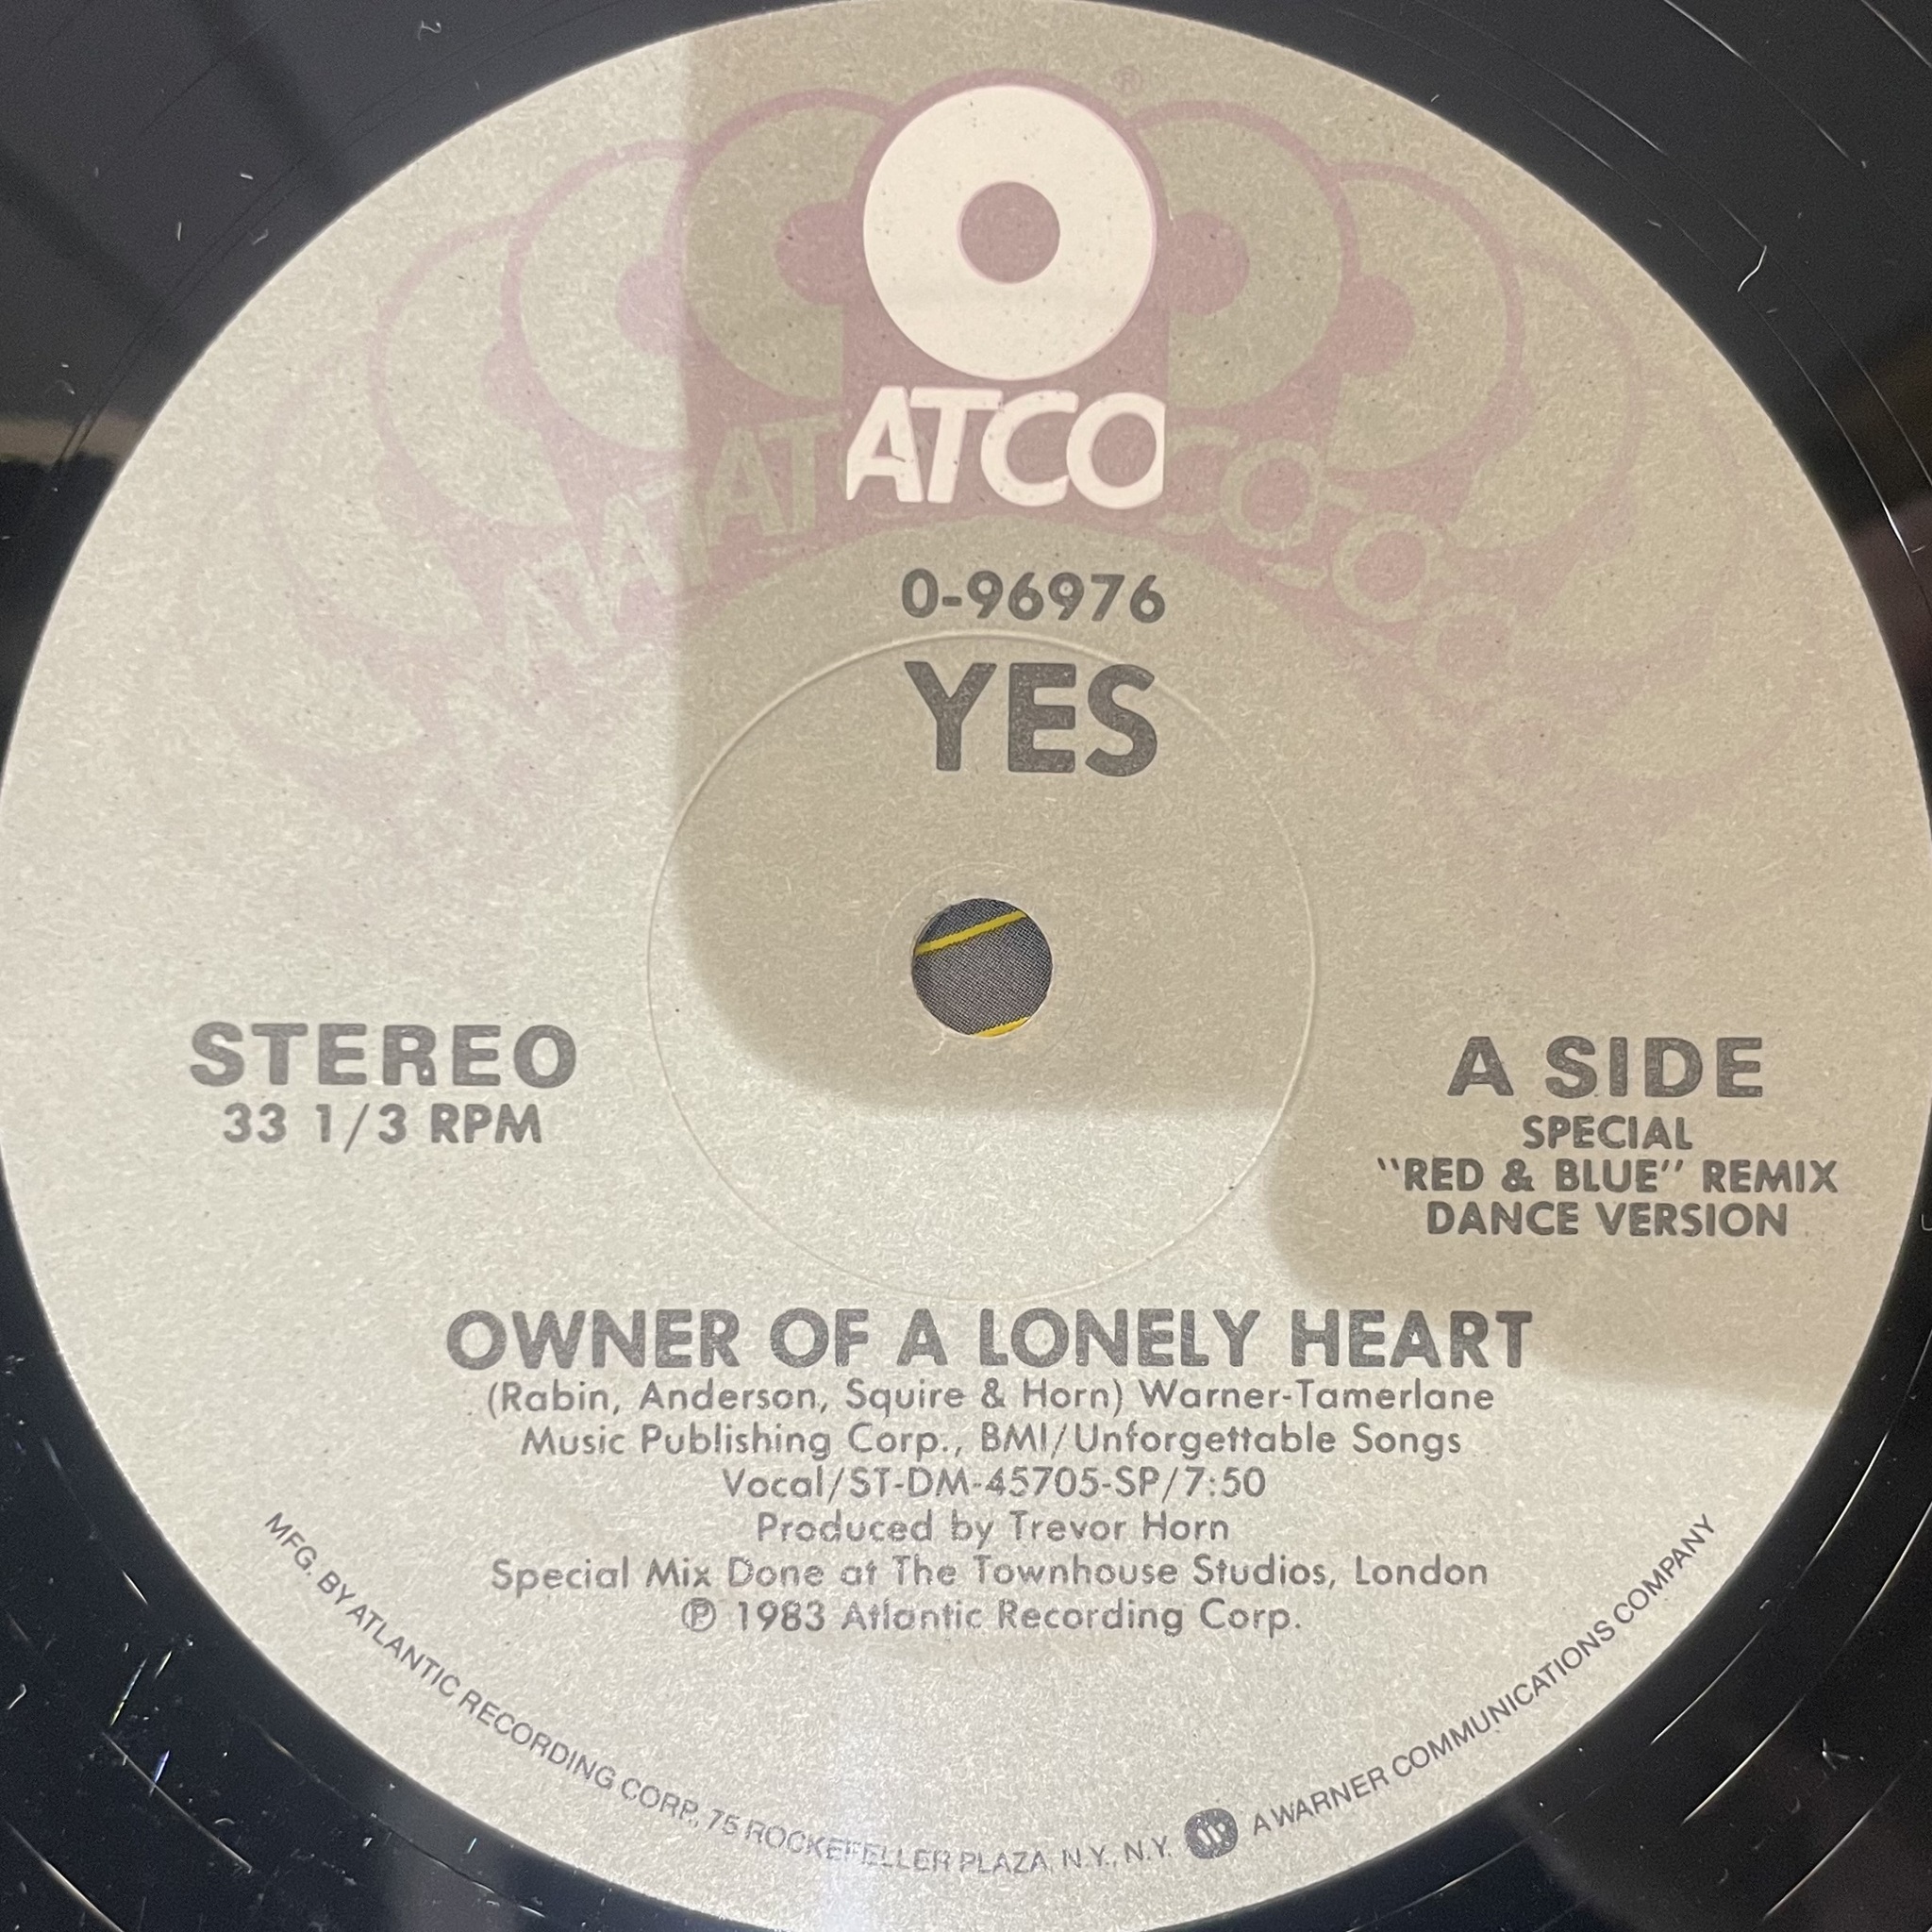 ®
ATCO
0-96976
YES
STEREO
33 1/3 RPM
A SIDE
SPECIAL
"RED & BLUE" REMIX
DANCE VERSION
OWNER OF A LONELY HEART
(Rabin, Anderson, Squire & Horn) Warner-Tamerlane
Music Publishing Corp., BMI/Unforgettable Songs
Vocal/ST-DM-45705-SP/7:50
Produced by Trevor Horn
Special Mix Done at The Townhouse Studios, London
℗ 1983 Atlantic Recording Corp.
MFG. BY ATLANTIC RECORDING CORP., 75 ROCKEFELLER PLAZA, N.Y., N.Y. A WARNER COMMUNICATIONS COMPANY